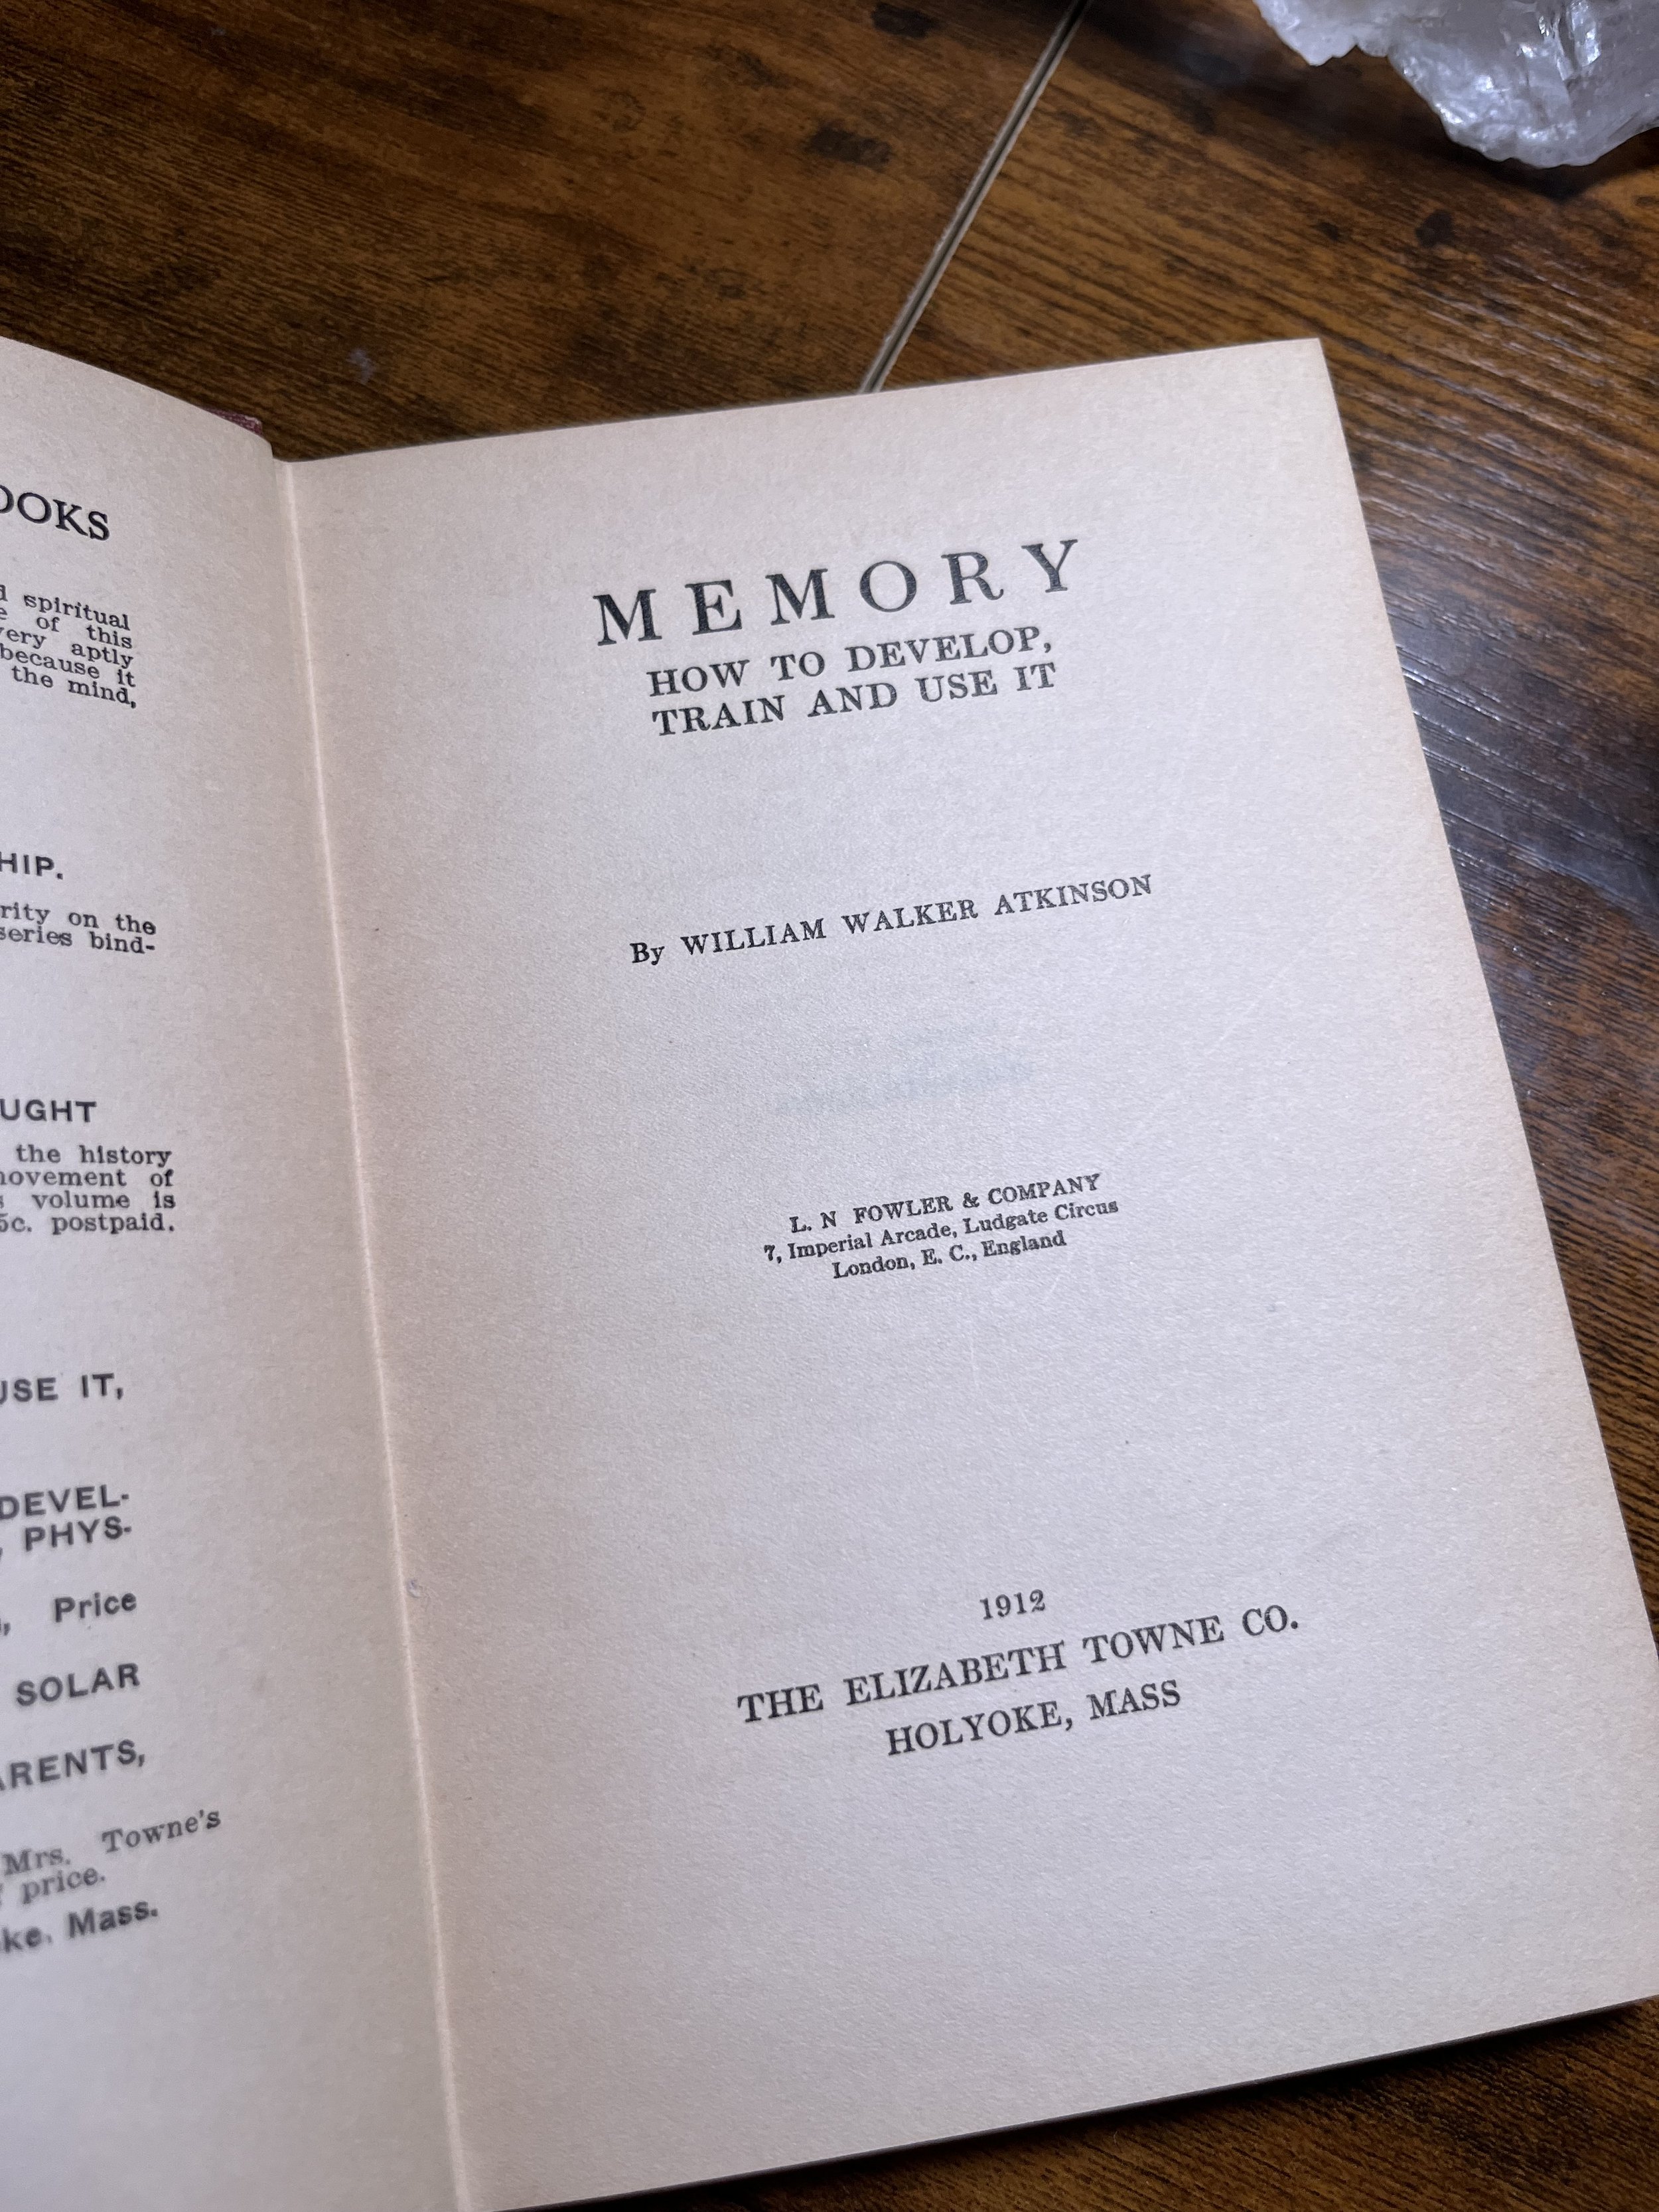 OOKS
spiritual
of this
very aptly
because it
the mind,
HIP.
rity on the
series bind-
UGHT
the history
movement of
volume is
5c. postpaid.
USE IT,
DEVEL-
PHYS-
Price
SOLAR
ARENTS,
Mrs. Towne's
price.
ke, Mass.
MEMORY
HOW TO DEVELOP,
TRAIN AND USE IT
By WILLIAM WALKER ATKINSON
L. N FOWLER & COMPANY
7, Imperial Arcade, Ludgate Circus
London, E. C., England
1912
THE ELIZABETH TOWNE CO.
HOLYOKE, MASS